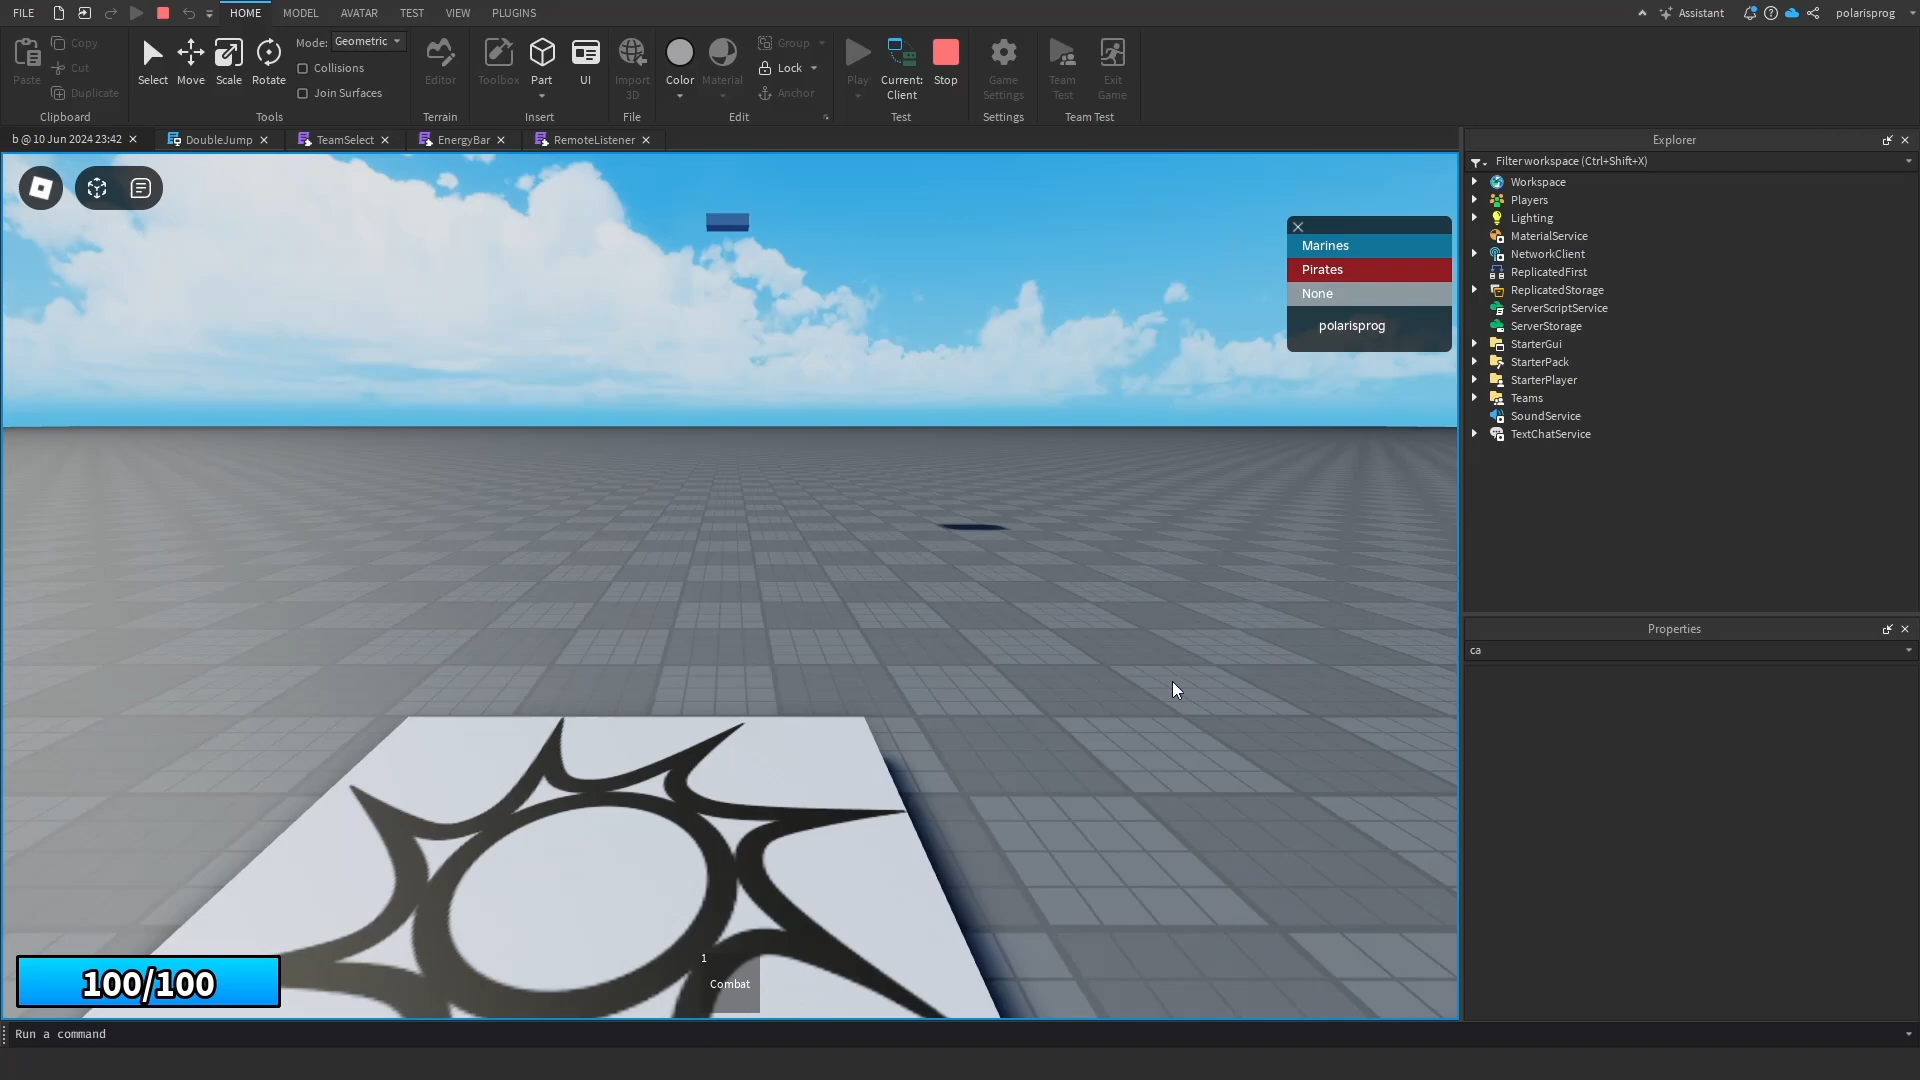 FILE HOME MODEL AVATAR TEST VIEW PLUGINS Assistant polarisprog
Paste Copy Cut Duplicate Clipboard
Select Move Scale Rotate Mode: Geometric Collisions Join Surfaces Tools
Editor Terrain
Toolbox Part UI Insert
Import 3D File
Color Material Group Lock Anchor Edit
Play Current: Client Stop Test
Game Settings Settings
Team Test Exit Game Team Test
b @ 10 Jun 2024 23:42 DoubleJump TeamSelect EnergyBar RemoteListener
Marines
Pirates
None
polarisprog
100/100
1
Combat
Run a command
Explorer
Filter workspace (Ctrl+Shift+X)
Workspace
Players
Lighting
MaterialService
NetworkClient
ReplicatedFirst
ReplicatedStorage
ServerScriptService
ServerStorage
StarterGui
StarterPack
StarterPlayer
Teams
SoundService
TextChatService
Properties
ca